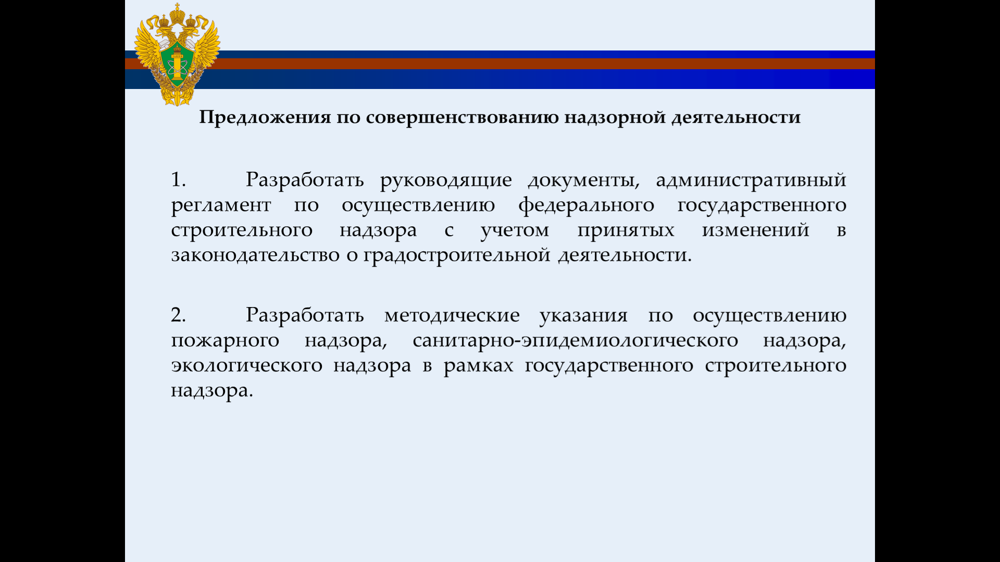 ЗАКОН
Предложения по совершенствованию надзорной деятельности
1. Разработать руководящие документы, административный
регламент по осуществлению федерального государственного
строительного надзора с учетом принятых изменений в
законодательство о градостроительной деятельности.
2. Разработать методические указания по осуществлению
пожарного надзора, санитарно-эпидемиологического надзора,
экологического надзора в рамках государственного строительного
надзора.